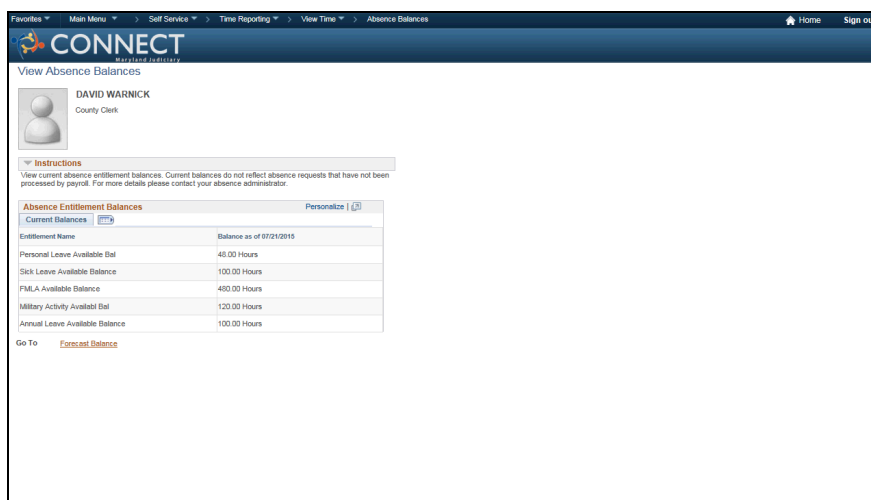 Favorites Main Menu > Self Service > Time Reporting > View Time > Absence Balances Home Sign ou
CONNECT
Maryland Judiciary
View Absence Balances
DAVID WARNICK
County Clerk
Instructions
View current absence entitlement balances. Current balances do not reflect absence requests that have not been
processed by payroll. For more details please contact your absence administrator.
Absence Entitlement Balances Personalize |
Current Balances
Entitlement Name Balance as of 07/21/2015
Personal Leave Available Bal 48.00 Hours
Sick Leave Available Balance 100.00 Hours
FMLA Available Balance 480.00 Hours
Military Activity Availabl Bal 120.00 Hours
Annual Leave Available Balance 100.00 Hours
Go To Forecast Balance